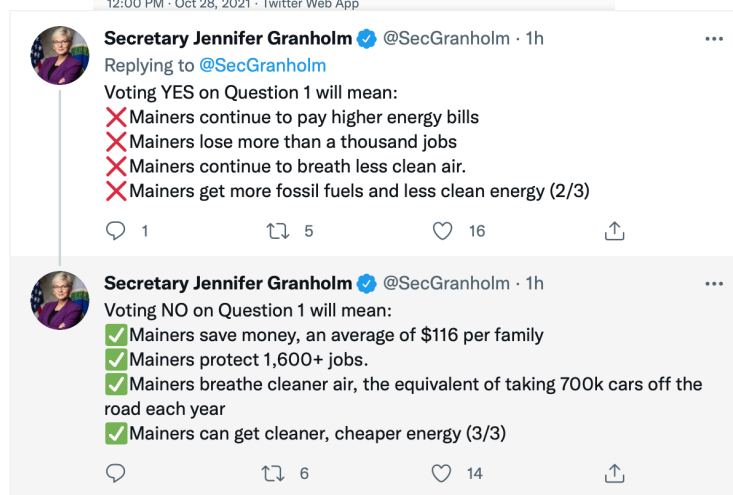 12:00 PM · Oct 28, 2021 · Twitter Web App
Secretary Jennifer Granholm @SecGranholm · 1h
Replying to @SecGranholm
Voting YES on Question 1 will mean:
❌Mainers continue to pay higher energy bills
❌Mainers lose more than a thousand jobs
❌Mainers continue to breath less clean air.
❌Mainers get more fossil fuels and less clean energy (2/3)
1 5 16
Secretary Jennifer Granholm @SecGranholm · 1h
Voting NO on Question 1 will mean:
✅Mainers save money, an average of $116 per family
✅Mainers protect 1,600+ jobs.
✅Mainers breathe cleaner air, the equivalent of taking 700k cars off the
road each year
✅Mainers can get cleaner, cheaper energy (3/3)
6 14